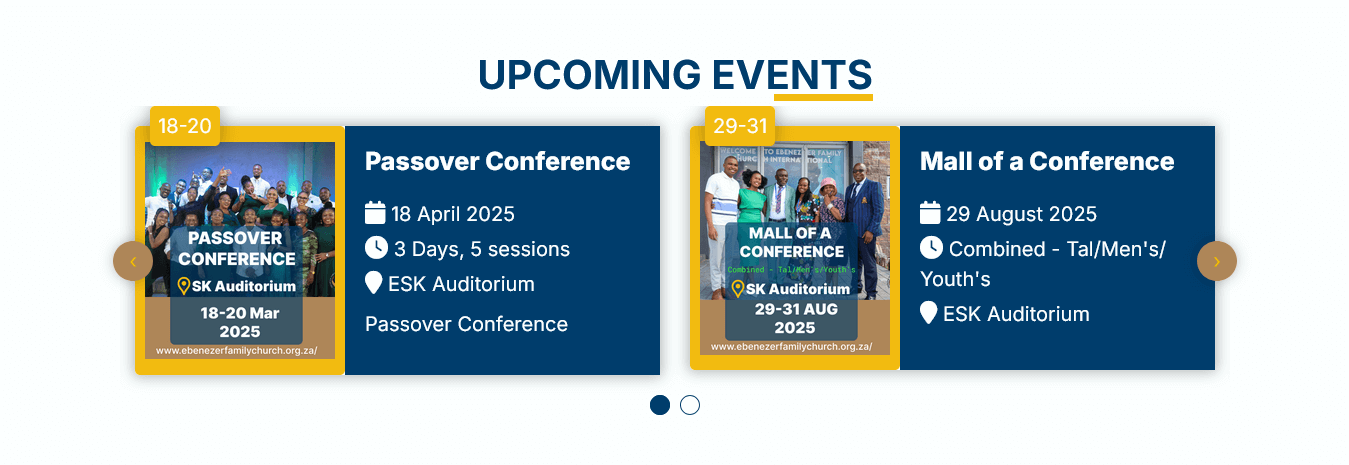 UPCOMING EVENTS
18-20
PASSOVER
CONFERENCE
SK Auditorium
18-20 Mar
2025
www.ebenezerfamilychurch.org.za/
Passover Conference
18 April 2025
3 Days, 5 sessions
ESK Auditorium
Passover Conference
29-31
WELCOME TO EBENEZER FAMILY
CHURCH INTERNATIONAL
MALL OF A
CONFERENCE
Combined - Tal/Men's/Youth's
SK Auditorium
29-31 AUG
2025
www.ebenezerfamilychurch.org.za/
Mall of a Conference
29 August 2025
Combined - Tal/Men's/
Youth's
ESK Auditorium